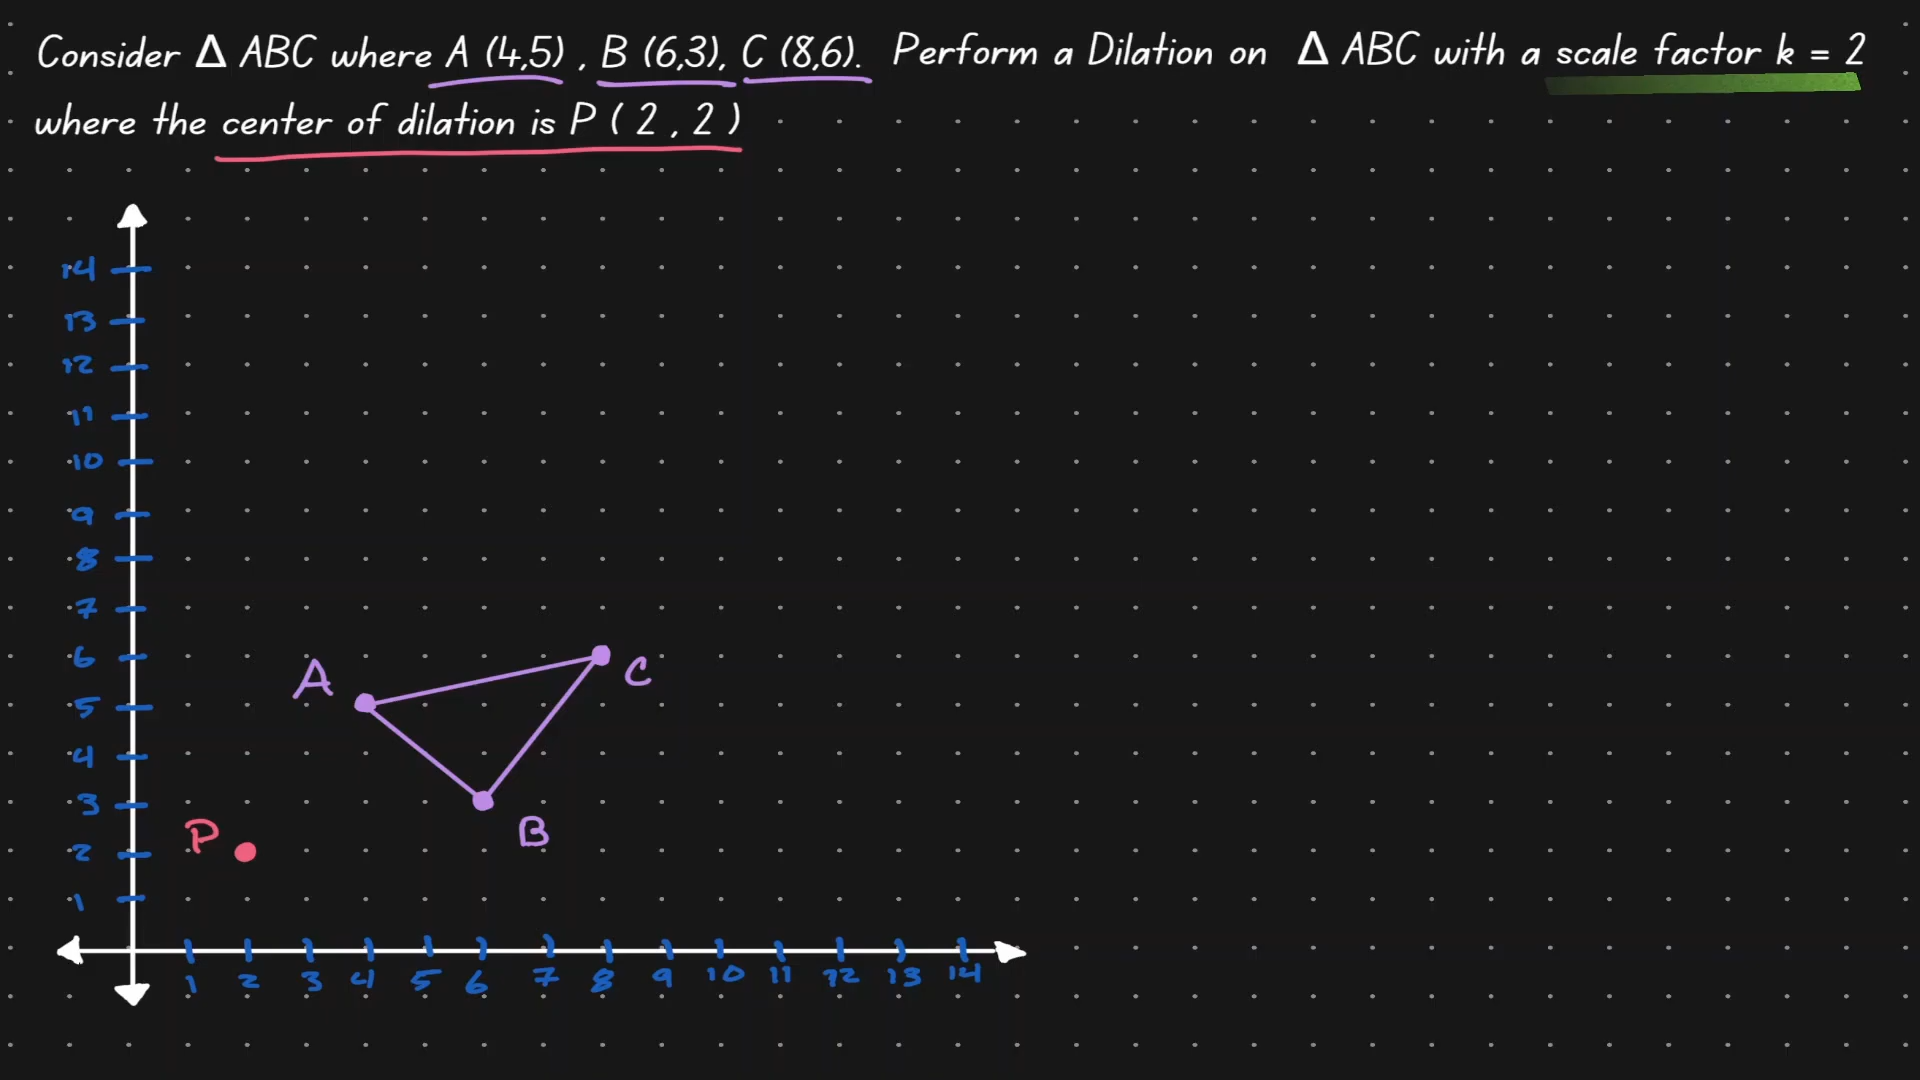 Consider Δ ABC where A (4,5) , B (6,3), C (8,6). Perform a Dilation on Δ ABC with a scale factor k = 2
where the center of dilation is P ( 2 , 2 )
14
13
12
11
10
9
8
7
6
A
C
5
4
3
P
B
2
1
1 2 3 4 5 6 7 8 9 10 11 12 13 14